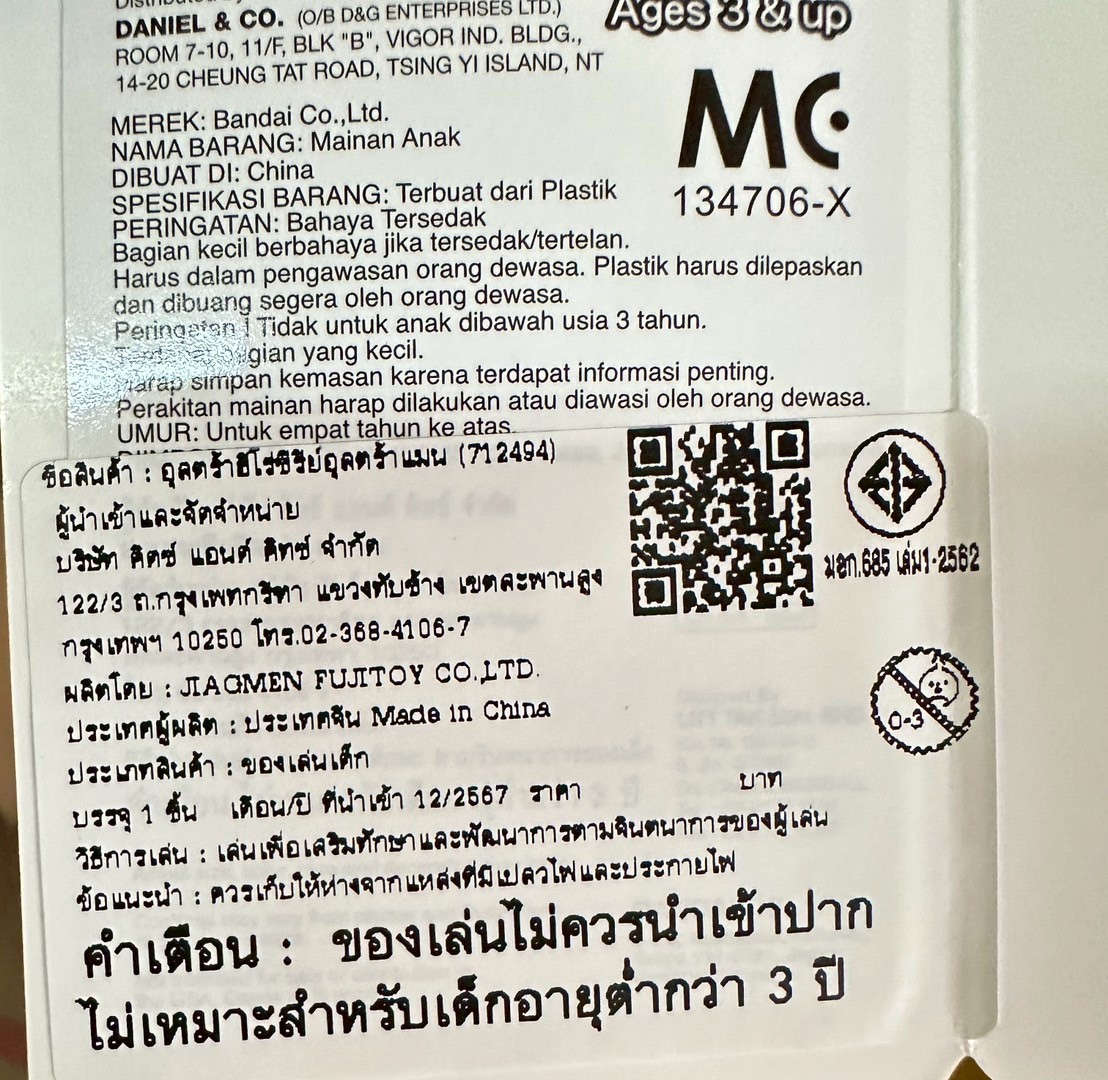 Distributed by
DANIEL & CO. (O/B D&G ENTERPRISES LTD.)
ROOM 7-10, 11/F, BLK "B", VIGOR IND. BLDG.,
14-20 CHEUNG TAT ROAD, TSING YI ISLAND, NT
Ages 3 & up
MC
134706-X
MEREK: Bandai Co.,Ltd.
NAMA BARANG: Mainan Anak
DIBUAT DI: China
SPESIFIKASI BARANG: Terbuat dari Plastik
PERINGATAN: Bahaya Tersedak
Bagian kecil berbahaya jika tersedak/tertelan.
Harus dalam pengawasan orang dewasa. Plastik harus dilepaskan
dan dibuang segera oleh orang dewasa.
Peringatan ! Tidak untuk anak dibawah usia 3 tahun.
Terdapat bagian yang kecil.
Harap simpan kemasan karena terdapat informasi penting.
Perakitan mainan harap dilakukan atau diawasi oleh orang dewasa.
UMUR: Untuk empat tahun ke atas.
ชื่อสินค้า : อุลตร้าฮีโร่ซีรีย์อุลตร้าแมน (712494)
ผู้นำเข้าและจัดจำหน่าย
บริษัท คิตซ์ แอนด์ คิทซ์ จำกัด
122/3 ถ.กรุงเทพกรีฑา แขวงทับช้าง เขตสะพานสูง
กรุงเทพฯ 10250 โทร.02-368-4106-7
ผลิตโดย : JIAGMEN FUJITOY CO.,LTD.
ประเทศผู้ผลิต : ประเทศจีน Made in China
ประเภทสินค้า : ของเล่นเด็ก
บรรจุ 1 ชิ้น เดือน/ปี ที่นำเข้า 12/2567 ราคา บาท
วิธีการเล่น : เล่นเพื่อเสริมทักษาและพัฒนาการตามจินตนาการของผู้เล่น
ข้อแนะนำ : ควรเก็บให้ห่างจากแหล่งที่มีเปลวไฟและประกายไฟ
คำเตือน : ของเล่นไม่ควรนำเข้าปาก
ไม่เหมาะสำหรับเด็กอายุต่ำกว่า 3 ปี
มอก.685 เล่ม1-2562
0-3